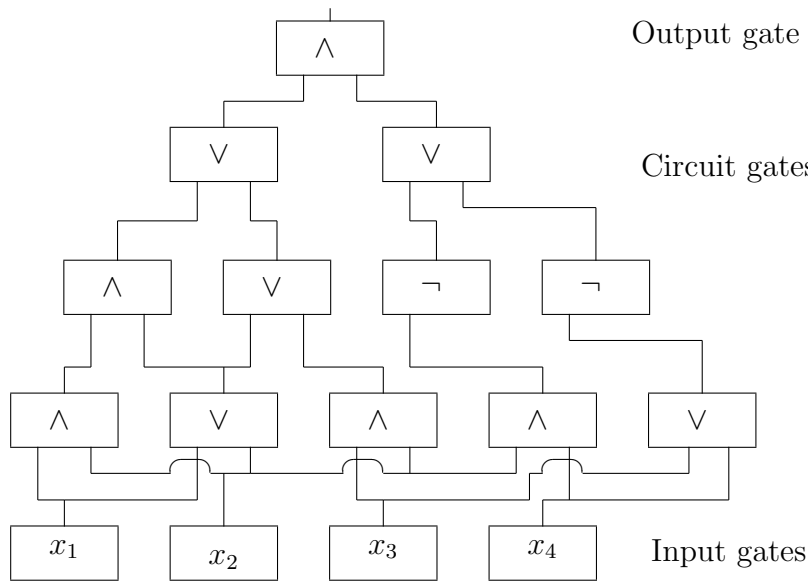 ∧ Output gate
∨ ∨ Circuit gates
∧ ∨ ¬ ¬
∧ ∨ ∧ ∧ ∨
x₁ x₂ x₃ x₄ Input gates